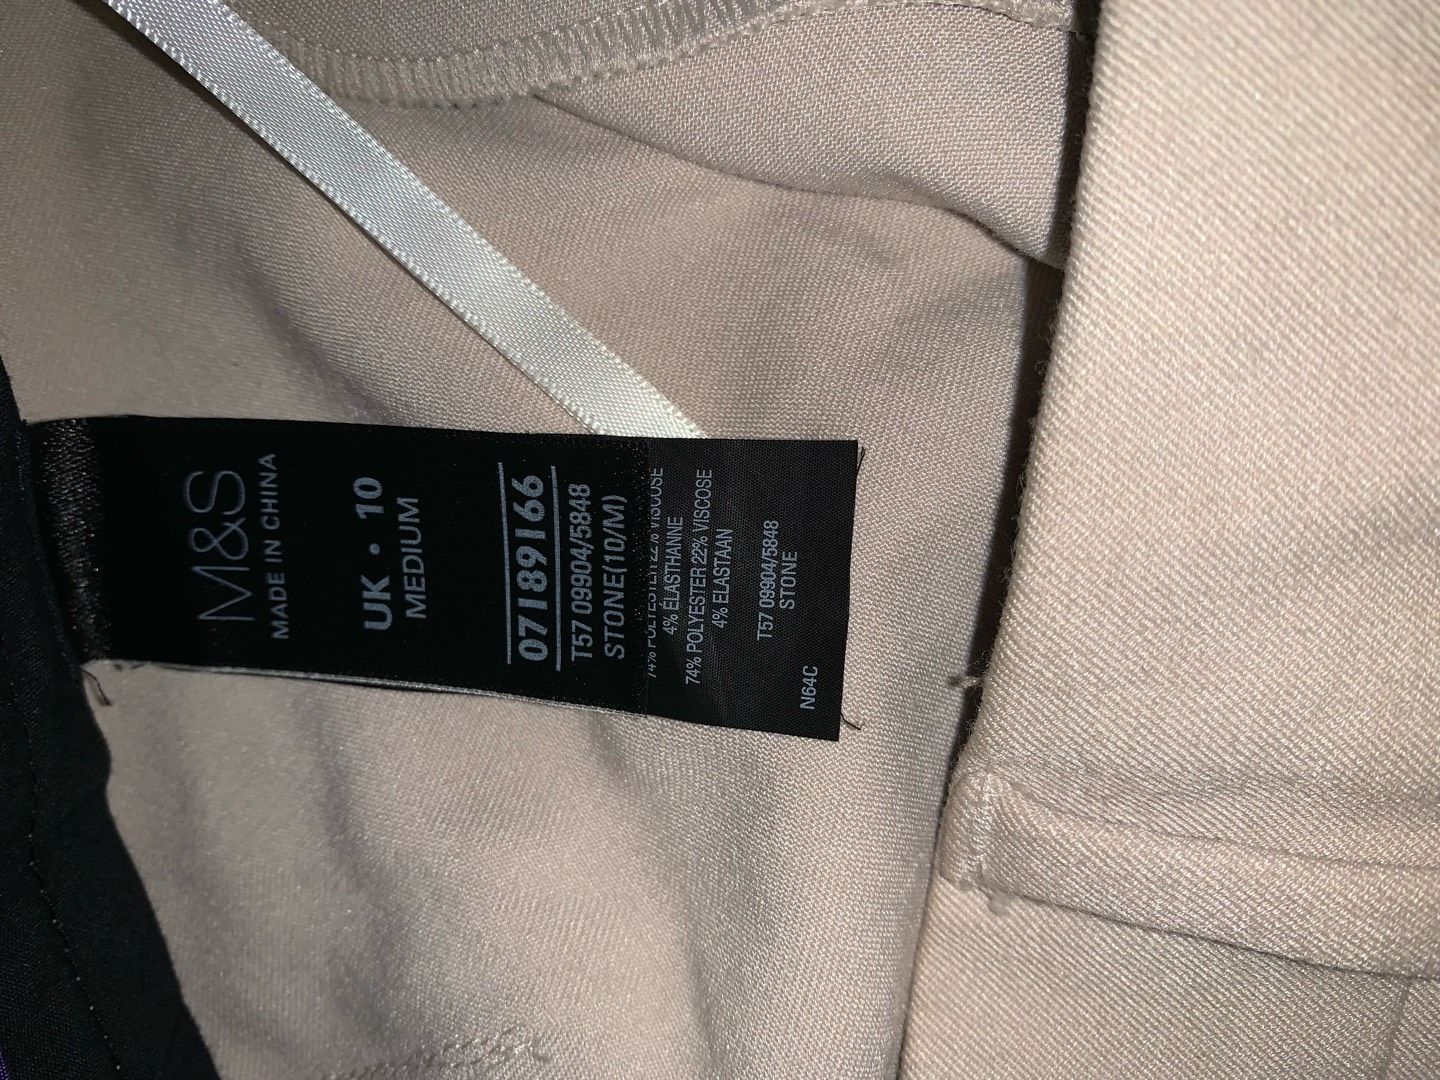 M&S
MADE IN CHINA
UK • 10
MEDIUM
07189166
T57 09904/5848
STONE(10/M)
74% POLYESTER 22% VISCOSE
4% ÉLASTHANNE
74% POLYESTER 22% VISCOSE
4% ELASTAAN
T57 09904/5848
STONE
N64C